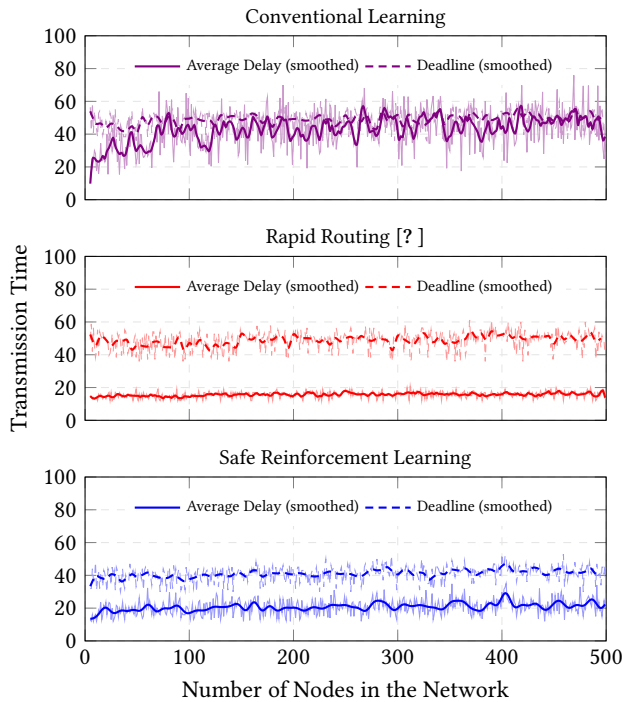 Conventional Learning
100
80
60
40
20
0
Average Delay (smoothed) Deadline (smoothed)
Rapid Routing [? ]
100
80
60
40
20
0
Average Delay (smoothed) Deadline (smoothed)
Transmission Time
Safe Reinforcement Learning
100
80
60
40
20
0
Average Delay (smoothed) Deadline (smoothed)
0 100 200 300 400 500
Number of Nodes in the Network